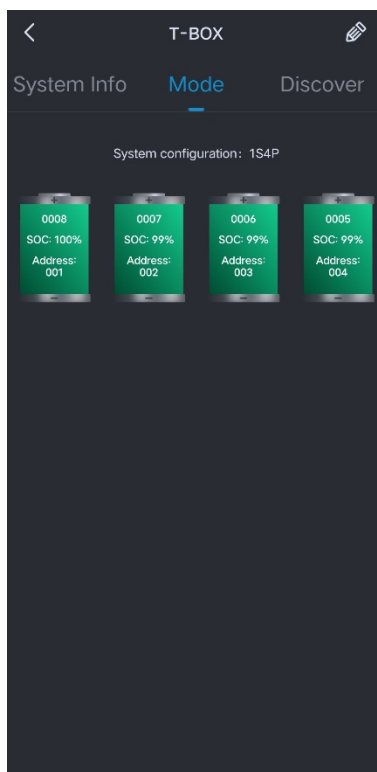 T-BOX
System Info Mode Discover
System configuration: 1S4P
+ + + +
0008 0007 0006 0005
SOC: 100% SOC: 99% SOC: 99% SOC: 99%
Address: Address: Address: Address:
001 002 003 004
− − − −